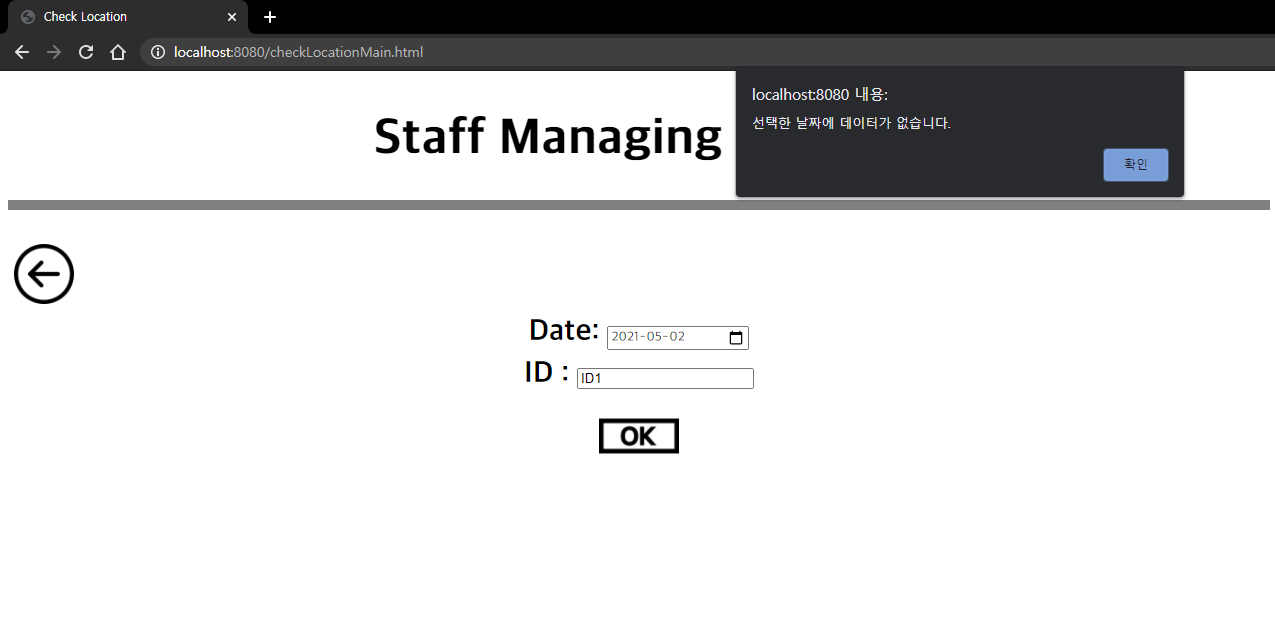 Check Location
localhost:8080/checkLocationMain.html
localhost:8080 내용:
선택한 날짜에 데이터가 없습니다.
확인
Staff Managing
Date: 2021-05-02
ID : ID1
OK